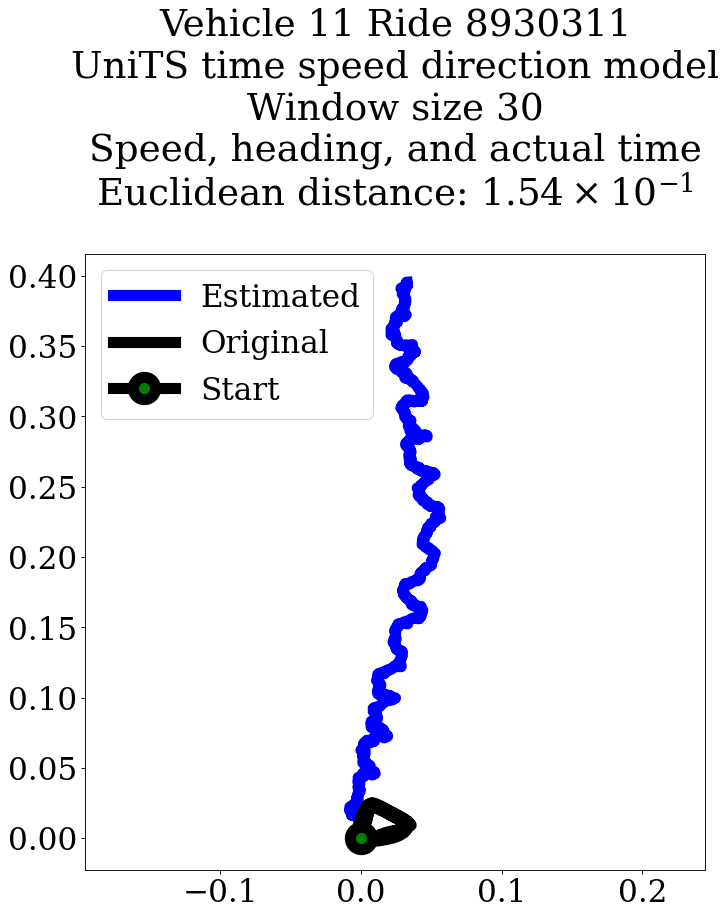 Vehicle 11 Ride 8930311
UniTS time speed direction model
Window size 30
Speed, heading, and actual time
Euclidean distance: 1.54 × 10⁻¹
0.40
0.35
0.30
0.25
0.20
0.15
0.10
0.05
0.00
Estimated
Original
Start
−0.1
0.0
0.1
0.2